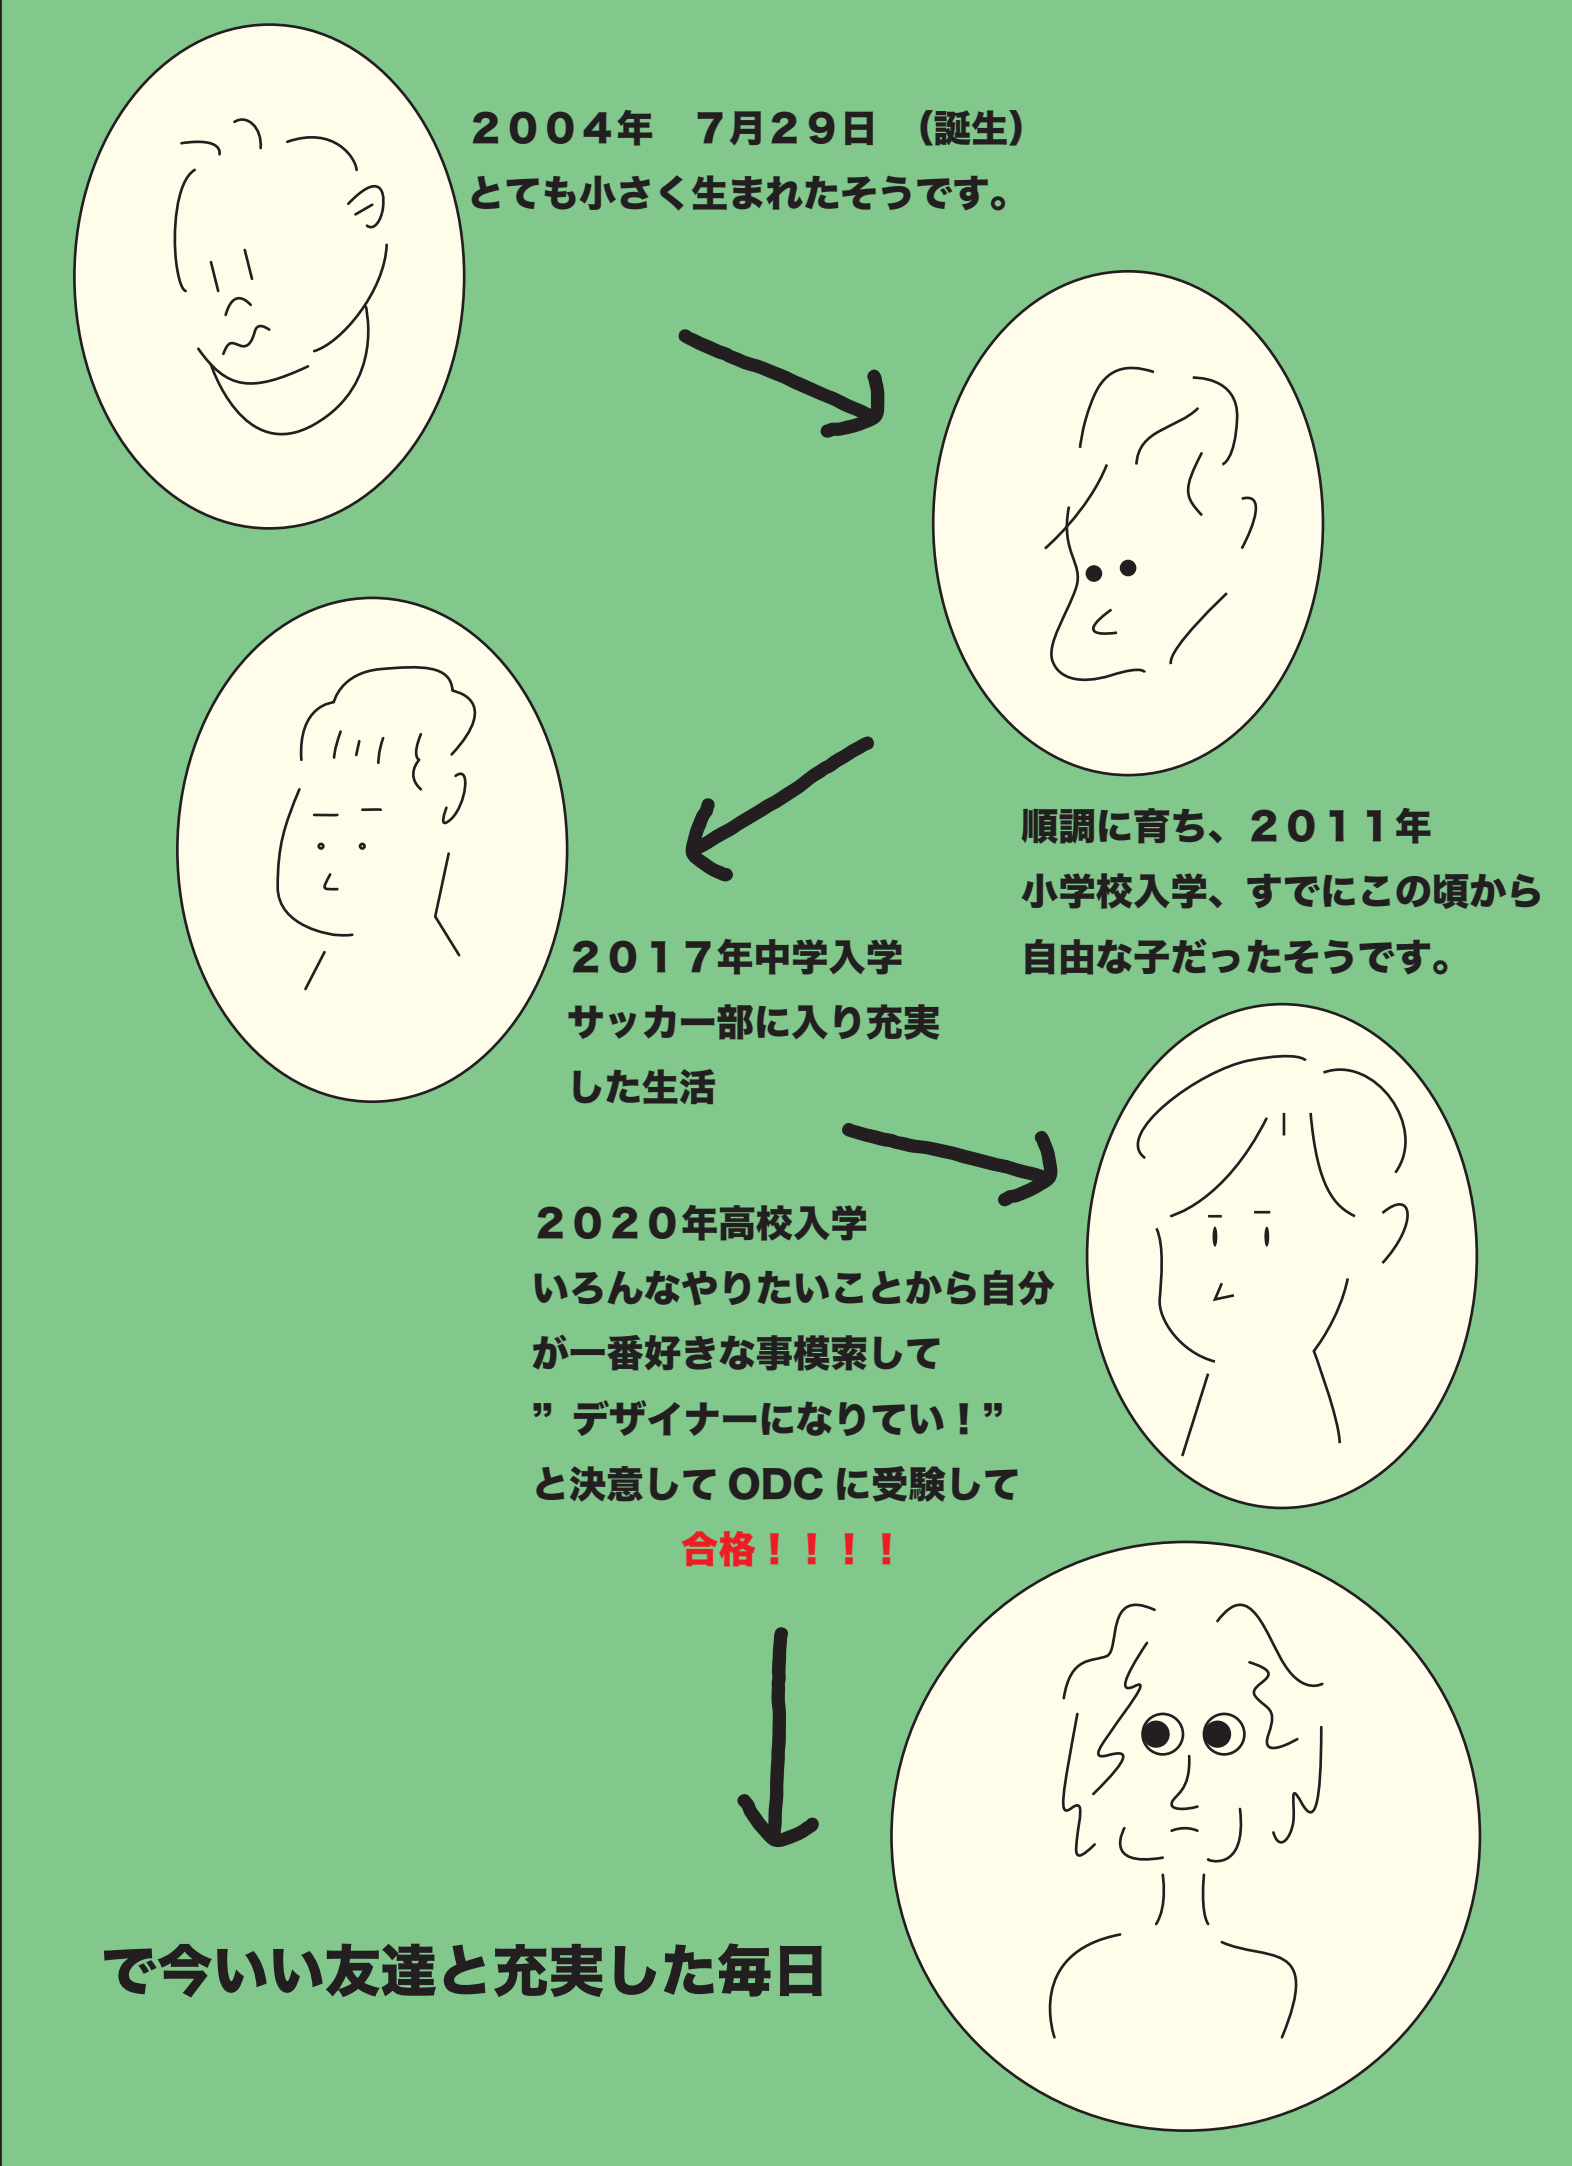 ２００４年　７月２９日　（誕生）
とても小さく生まれたそうです。
順調に育ち、２０１１年
小学校入学、すでにこの頃から
自由な子だったそうです。
２０１７年中学入学
サッカー部に入り充実
した生活
２０２０年高校入学
いろんなやりたいことから自分
が一番好きな事模索して
”デザイナーになりてい！”
と決意して ODC に受験して
合格！！！！
で今いい友達と充実した毎日